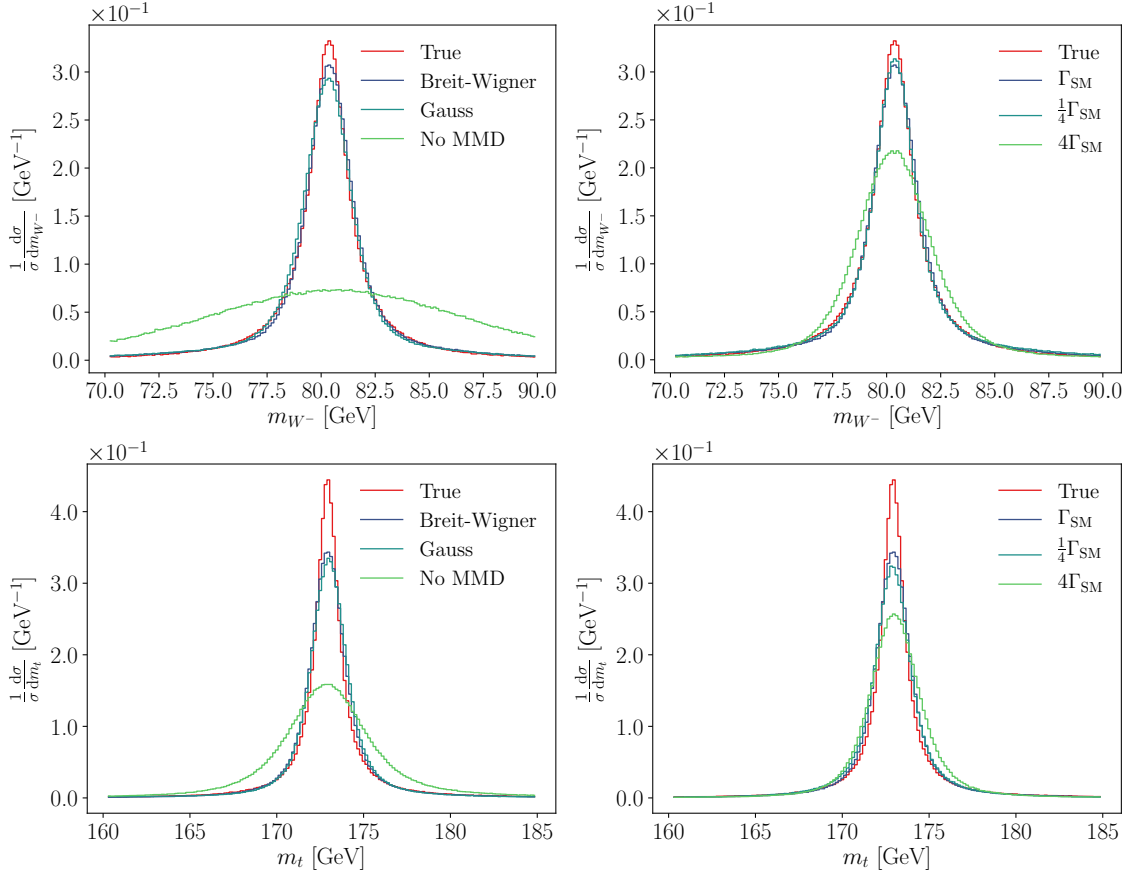 ×10⁻¹
True
Breit-Wigner
Gauss
No MMD
3.0
2.5
2.0
1.5
1.0
0.5
0.0
1/σ dσ/dm_{W⁻} [GeV⁻¹]
70.0 72.5 75.0 77.5 80.0 82.5 85.0 87.5 90.0
m_{W⁻} [GeV]
×10⁻¹
True
Γ_SM
¼Γ_SM
4Γ_SM
3.0
2.5
2.0
1.5
1.0
0.5
0.0
1/σ dσ/dm_{W⁻} [GeV⁻¹]
70.0 72.5 75.0 77.5 80.0 82.5 85.0 87.5 90.0
m_{W⁻} [GeV]
×10⁻¹
True
Breit-Wigner
Gauss
No MMD
4.0
3.0
2.0
1.0
0.0
1/σ dσ/dm_t [GeV⁻¹]
160 165 170 175 180 185
m_t [GeV]
×10⁻¹
True
Γ_SM
¼Γ_SM
4Γ_SM
4.0
3.0
2.0
1.0
0.0
1/σ dσ/dm_t [GeV⁻¹]
160 165 170 175 180 185
m_t [GeV]